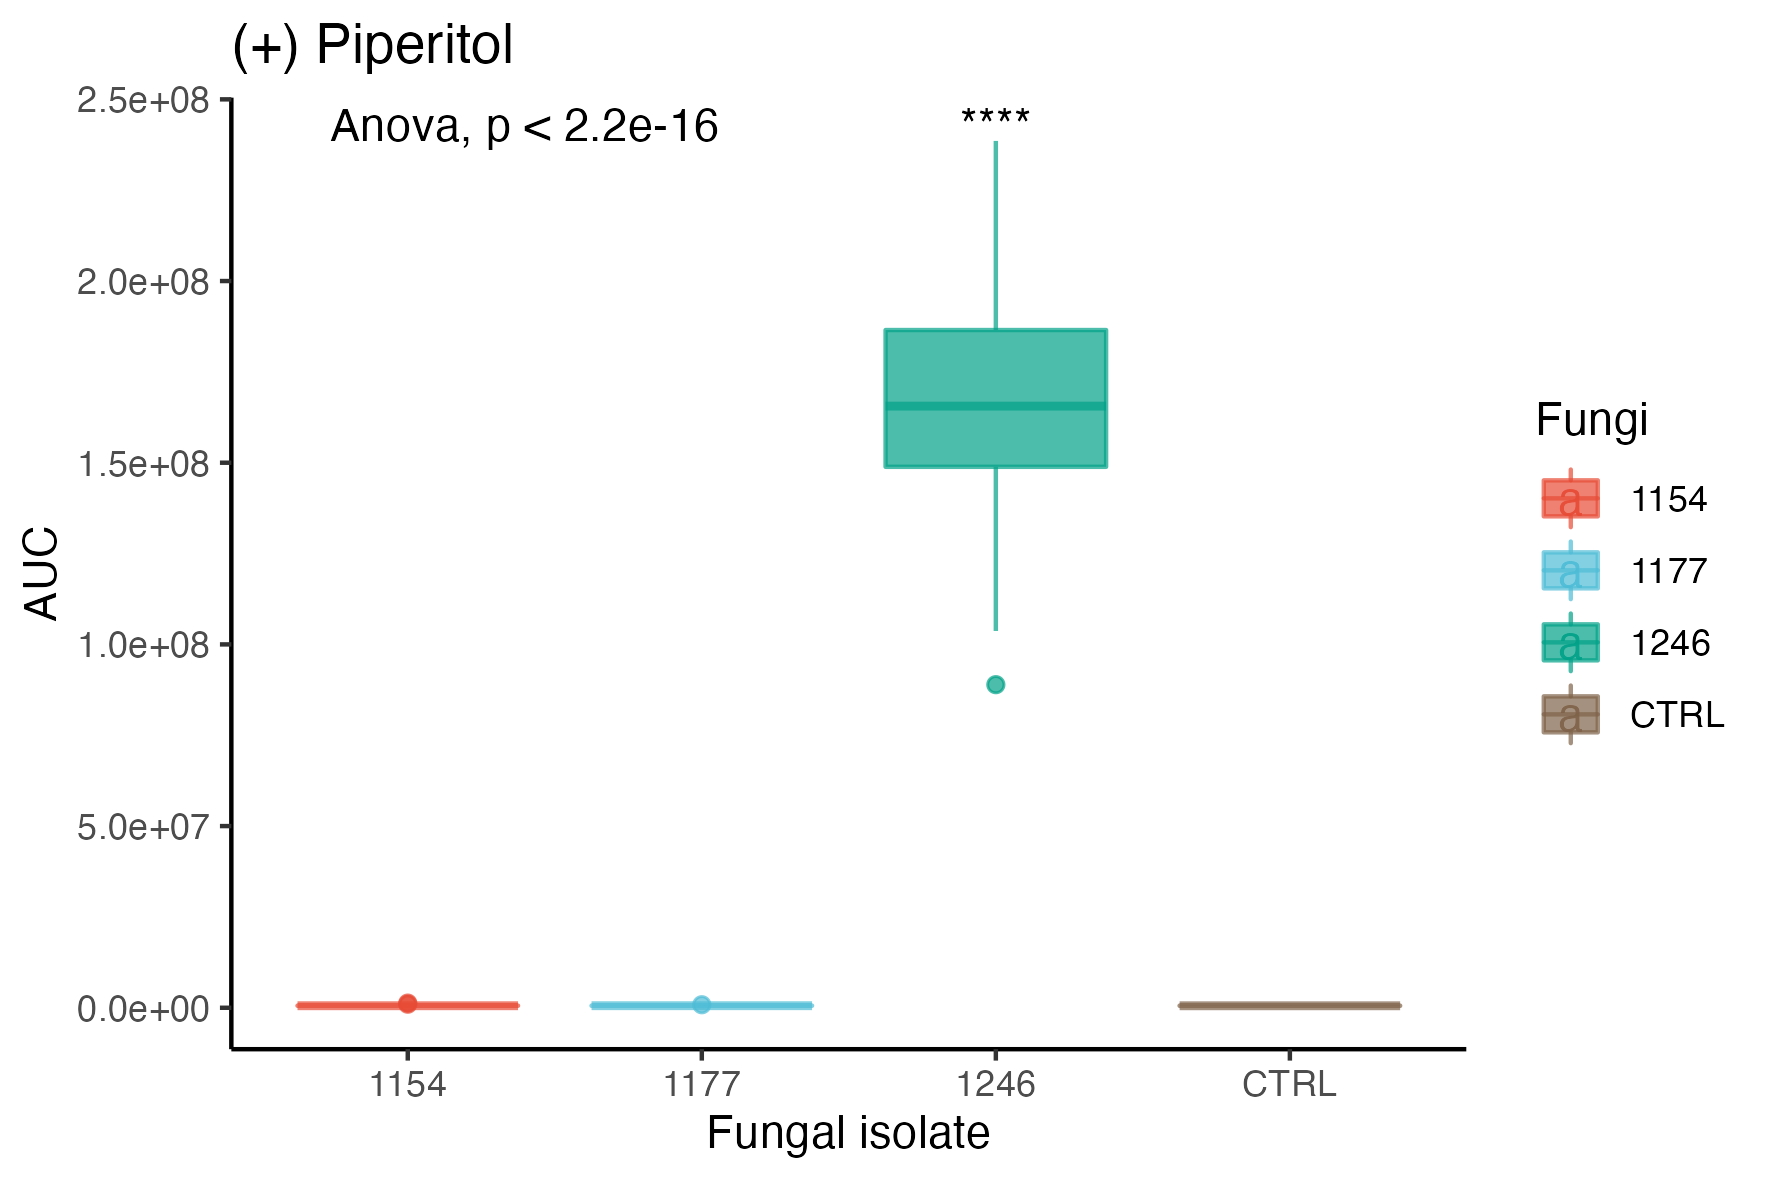 (+) Piperitol
Anova, p < 2.2e-16
****
2.5e+08
2.0e+08
1.5e+08
1.0e+08
5.0e+07
0.0e+00
AUC
1154
1177
1246
CTRL
Fungal isolate
Fungi
a 1154
a 1177
a 1246
a CTRL